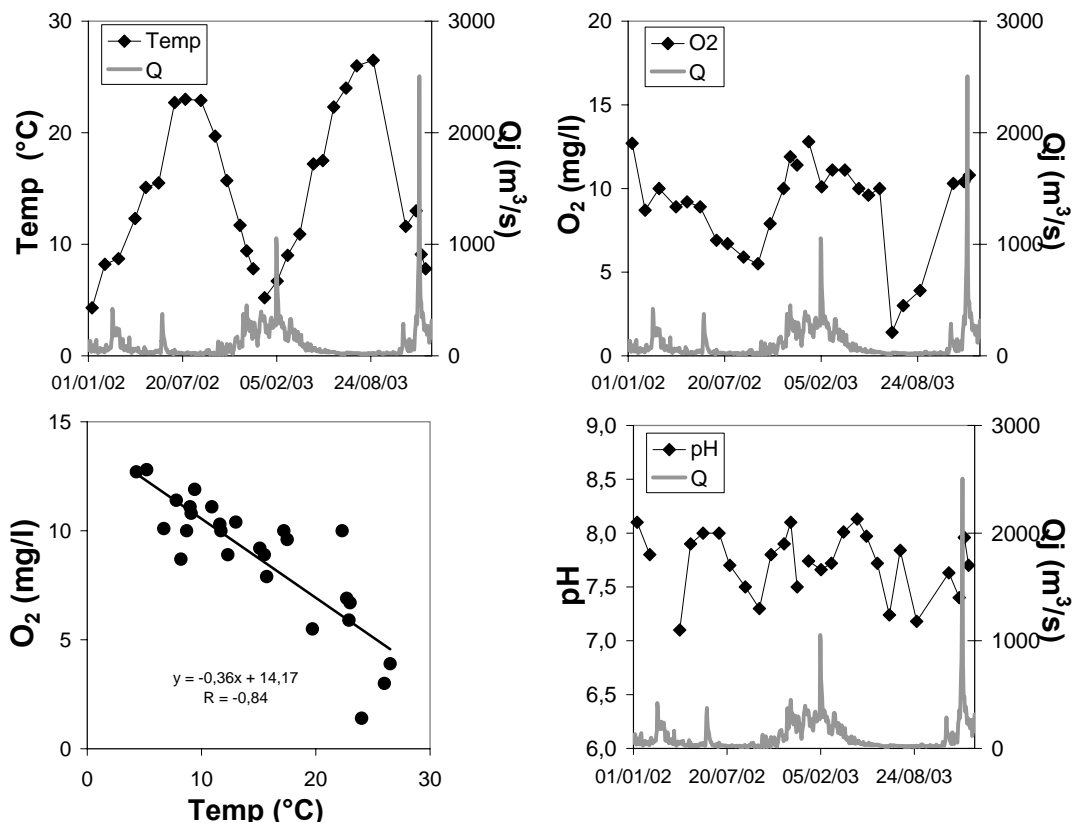 30
25
20
15
10
5
0
Temp (°C)
Temp
Q
3000
2000
1000
0
Qj (m³/s)
01/01/02 20/07/02 05/02/03 24/08/03
20
15
10
5
0
O₂ (mg/l)
O2
Q
3000
2000
1000
0
Qj (m³/s)
01/01/02 20/07/02 05/02/03 24/08/03
15
10
5
0
O₂ (mg/l)
y = -0,36x + 14,17
R = -0,84
0 10 20 30
Temp (°C)
9,0
8,5
8,0
7,5
7,0
6,5
6,0
pH
pH
Q
3000
2000
1000
0
Qj (m³/s)
01/01/02 20/07/02 05/02/03 24/08/03